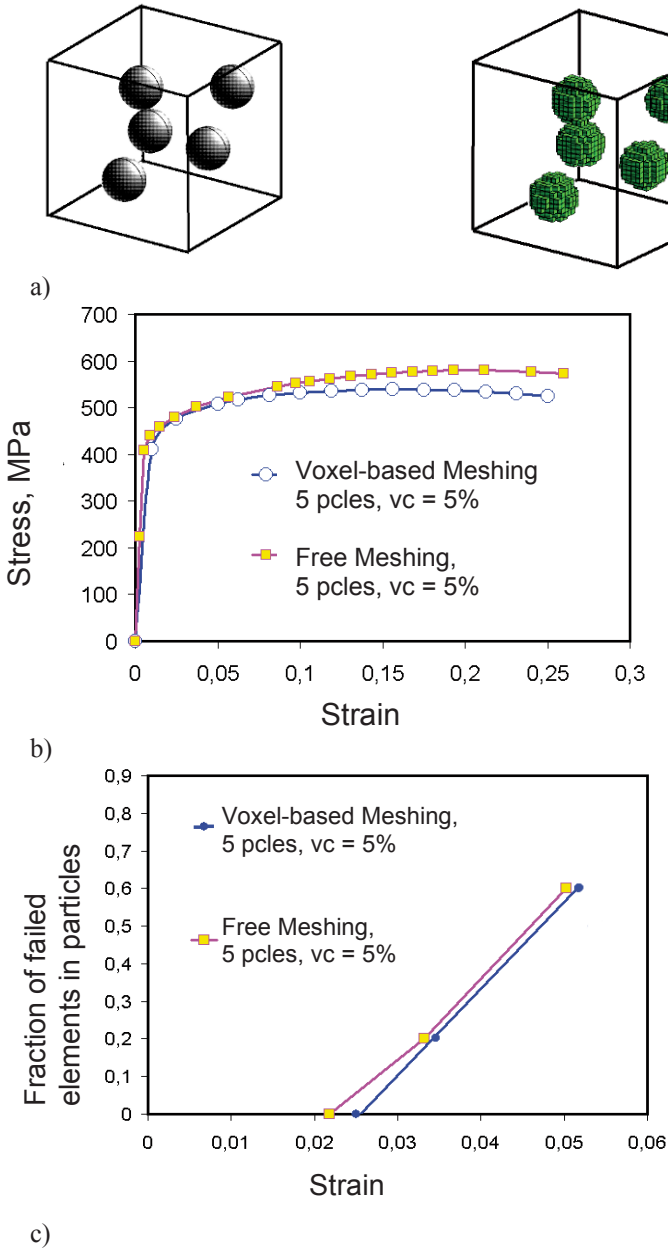 a)
700
600
500
400
300
200
100
0
Stress, MPa
Voxel-based Meshing
5 pcles, vc = 5%
Free Meshing,
5 pcles, vc = 5%
0 0,05 0,1 0,15 0,2 0,25 0,3
Strain
b)
0,9
0,8
0,7
0,6
0,5
0,4
0,3
0,2
0,1
0
Fraction of failed
elements in particles
Voxel-based Meshing,
5 pcles, vc = 5%
Free Meshing,
5 pcles, vc = 5%
0 0,01 0,02 0,03 0,04 0,05 0,06
Strain
c)